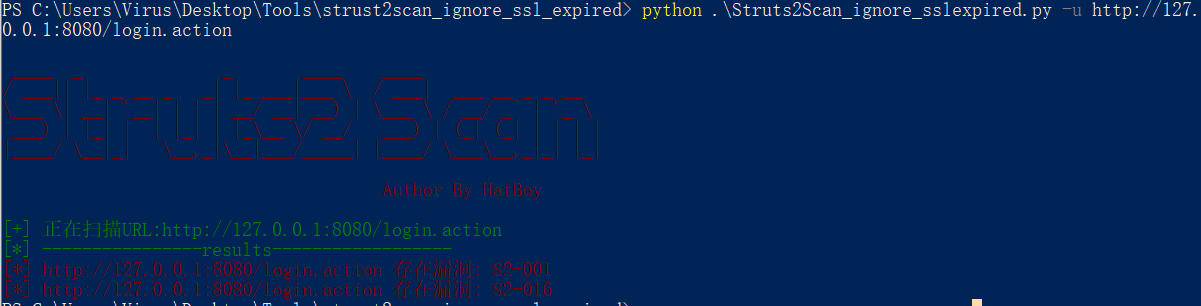 PS C:\Users\Virus\Desktop\Tools\strust2scan_ignore_ssl_expired> python .\Struts2Scan_ignore_sslexpired.py -u http://127.
0.0.1:8080/login.action
Struts2 Scan
Author By HatBoy
[+] 正在扫描URL:http://127.0.0.1:8080/login.action
[*] ----------------results------------------
[*] http://127.0.0.1:8080/login.action 存在漏洞: S2-001
[*] http://127.0.0.1:8080/login.action 存在漏洞: S2-016
PS C:\Users\Virus\Desktop\Tools\strust2scan_ignore_ssl_expired>